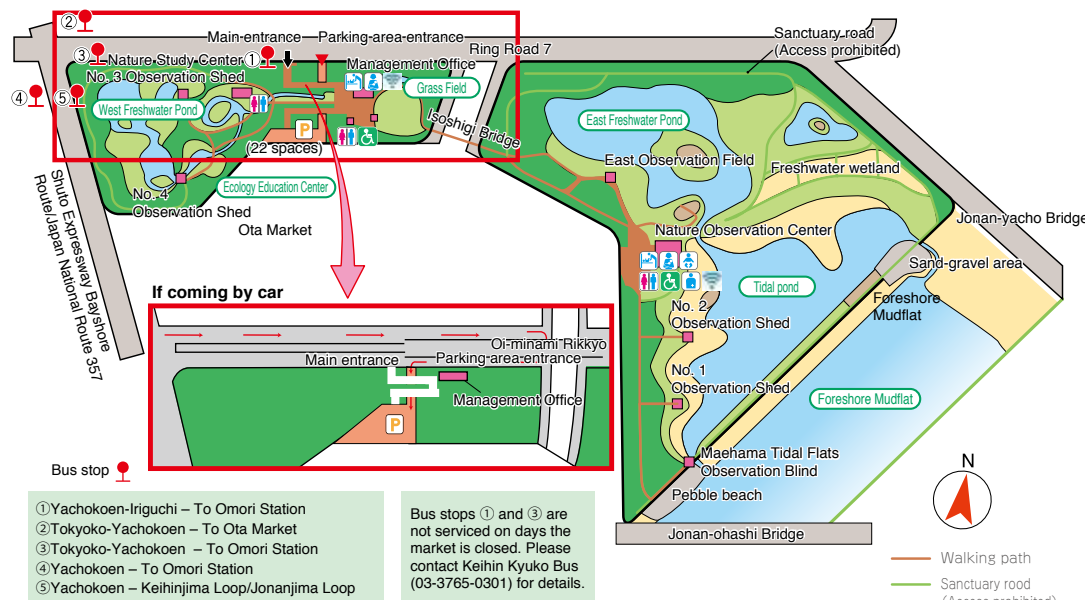 ②
Main entrance
Parking area entrance
Ring Road 7
Sanctuary road
(Access prohibited)
③
Nature Study Center
①
Management Office
No. 3 Observation Shed
Grass Field
④
⑤
West Freshwater Pond
P
(22 spaces)
Isoshigi Bridge
East Freshwater Pond
East Observation Field
Freshwater wetland
No. 4
Observation Shed
Ecology Education Center
Ota Market
Shuto Expressway Bayshore
Route/Japan National Route 357
Jonan-yacho Bridge
Nature Observation Center
Sand-gravel area
Tidal pond
Foreshore
Mudflat
No. 2
Observation Shed
No. 1
Observation Shed
Foreshore Mudflat
Maehama Tidal Flats
Observation Blind
Pebble beach
Jonan-ohashi Bridge
If coming by car
Oi-minami Rikkyo
Main entrance
Parking-area-entrance
Management Office
P
Bus stop
①Yachokoen-Iriguchi – To Omori Station
②Tokyoko-Yachokoen – To Ota Market
③Tokyoko-Yachokoen – To Omori Station
④Yachokoen – To Omori Station
⑤Yachokoen – Keihinjima Loop/Jonanjima Loop
Bus stops ① and ③ are
not serviced on days the
market is closed. Please
contact Keihin Kyuko Bus
(03-3765-0301) for details.
N
Walking path
Sanctuary rood
(Access prohibited)